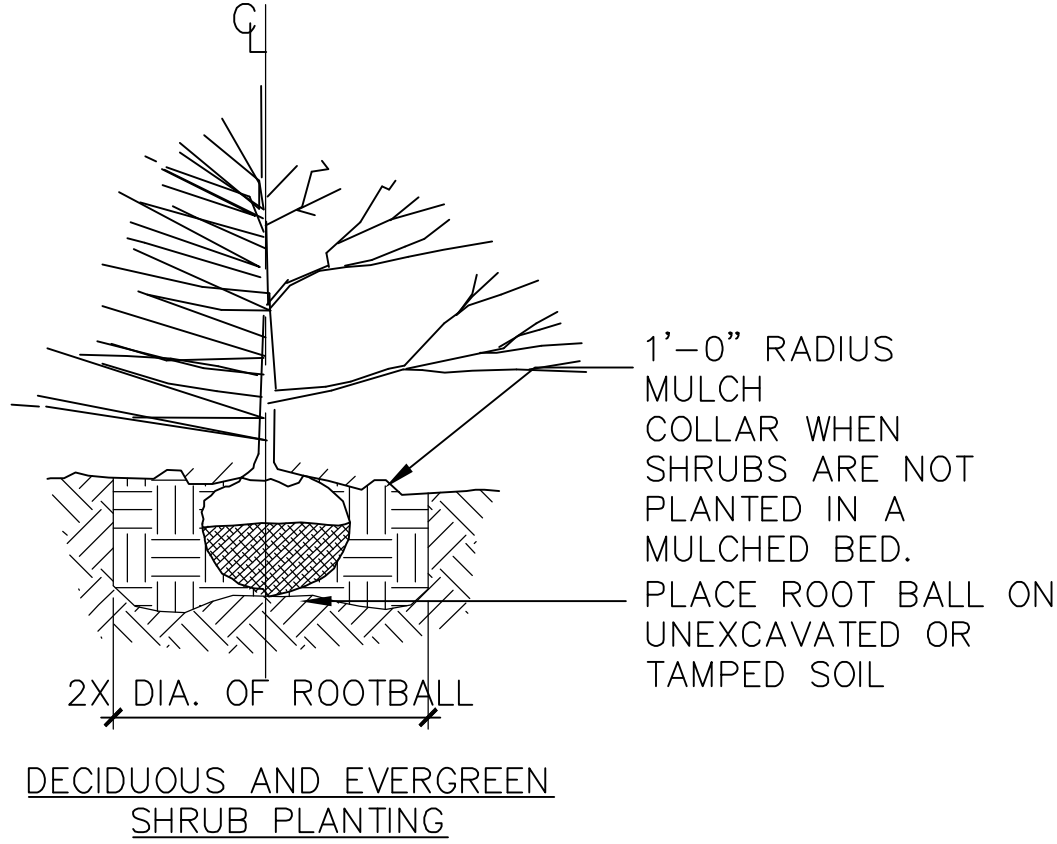 ℄
1'-0" RADIUS
MULCH
COLLAR WHEN
SHRUBS ARE NOT
PLANTED IN A
MULCHED BED.
PLACE ROOT BALL ON
UNEXCAVATED OR
TAMPED SOIL
2X DIA. OF ROOTBALL
DECIDUOUS AND EVERGREEN
SHRUB PLANTING